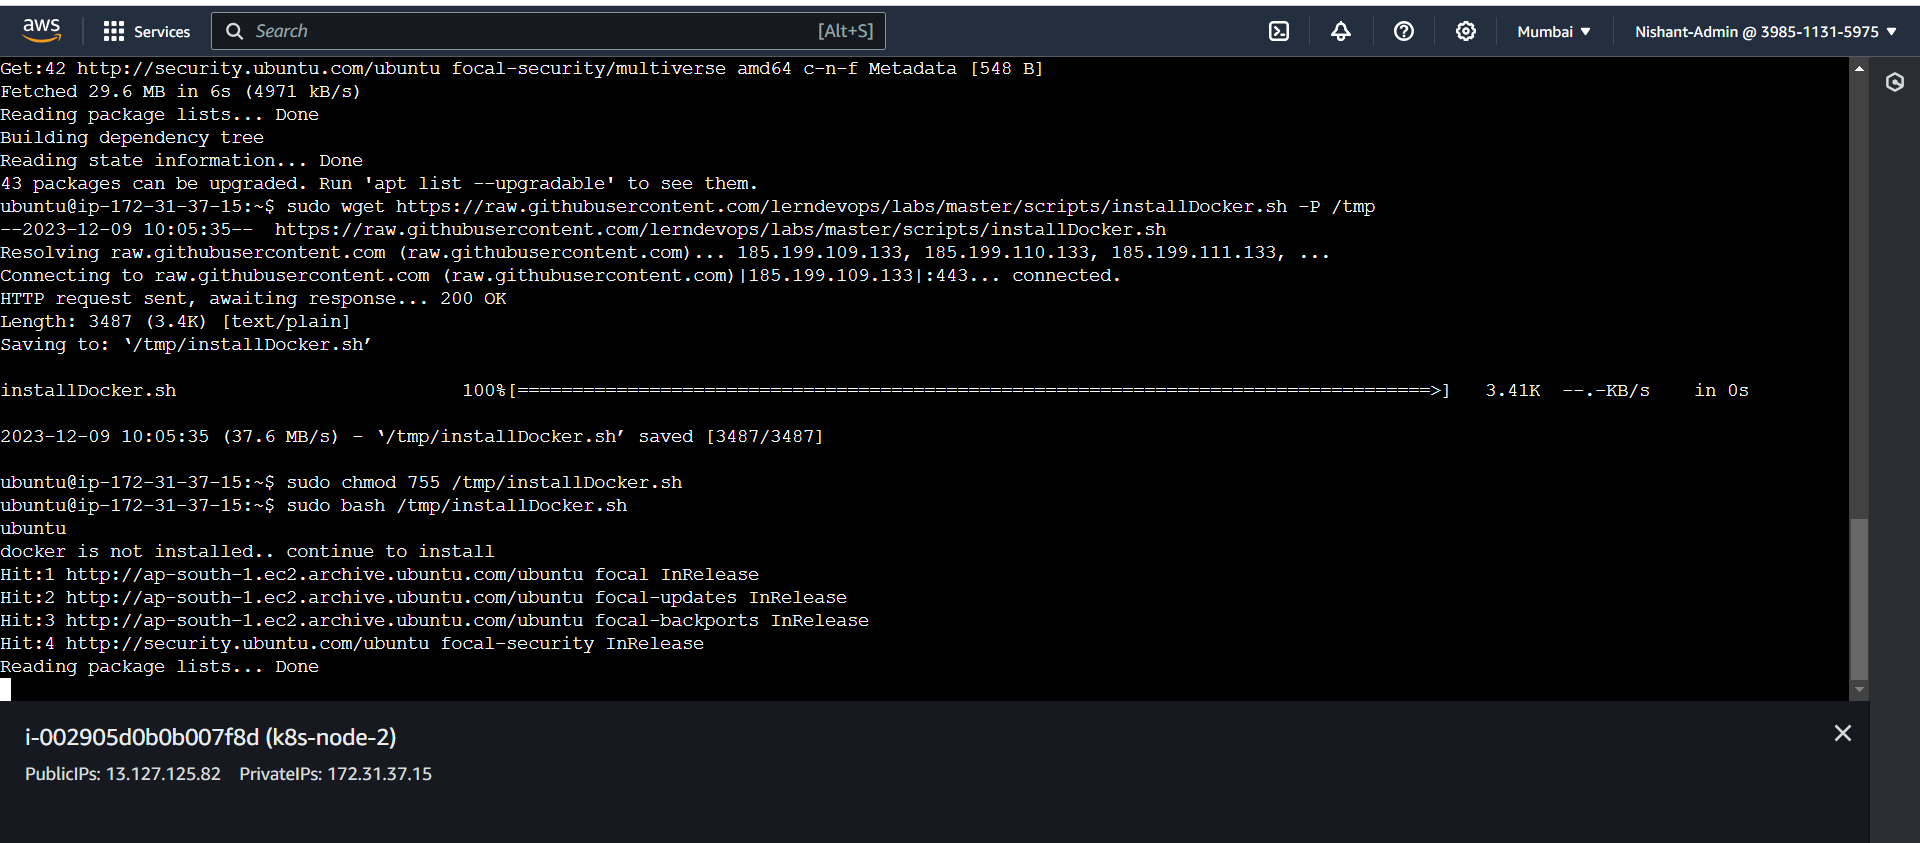 aws Services Search [Alt+S] Mumbai ▼ Nishant-Admin @ 3985-1131-5975 ▼
Get:42 http://security.ubuntu.com/ubuntu focal-security/multiverse amd64 c-n-f Metadata [548 B]
Fetched 29.6 MB in 6s (4971 kB/s)
Reading package lists... Done
Building dependency tree
Reading state information... Done
43 packages can be upgraded. Run 'apt list --upgradable' to see them.
ubuntu@ip-172-31-37-15:~$ sudo wget https://raw.githubusercontent.com/lerndevops/labs/master/scripts/installDocker.sh -P /tmp
--2023-12-09 10:05:35--  https://raw.githubusercontent.com/lerndevops/labs/master/scripts/installDocker.sh
Resolving raw.githubusercontent.com (raw.githubusercontent.com)... 185.199.109.133, 185.199.110.133, 185.199.111.133, ...
Connecting to raw.githubusercontent.com (raw.githubusercontent.com)|185.199.109.133|:443... connected.
HTTP request sent, awaiting response... 200 OK
Length: 3487 (3.4K) [text/plain]
Saving to: ‘/tmp/installDocker.sh’
installDocker.sh 100%[===================================================================================>] 3.41K --.-KB/s in 0s
2023-12-09 10:05:35 (37.6 MB/s) - ‘/tmp/installDocker.sh’ saved [3487/3487]
ubuntu@ip-172-31-37-15:~$ sudo chmod 755 /tmp/installDocker.sh
ubuntu@ip-172-31-37-15:~$ sudo bash /tmp/installDocker.sh
ubuntu
docker is not installed.. continue to install
Hit:1 http://ap-south-1.ec2.archive.ubuntu.com/ubuntu focal InRelease
Hit:2 http://ap-south-1.ec2.archive.ubuntu.com/ubuntu focal-updates InRelease
Hit:3 http://ap-south-1.ec2.archive.ubuntu.com/ubuntu focal-backports InRelease
Hit:4 http://security.ubuntu.com/ubuntu focal-security InRelease
Reading package lists... Done
i-002905d0b0b007f8d (k8s-node-2)
PublicIPs: 13.127.125.82 PrivateIPs: 172.31.37.15